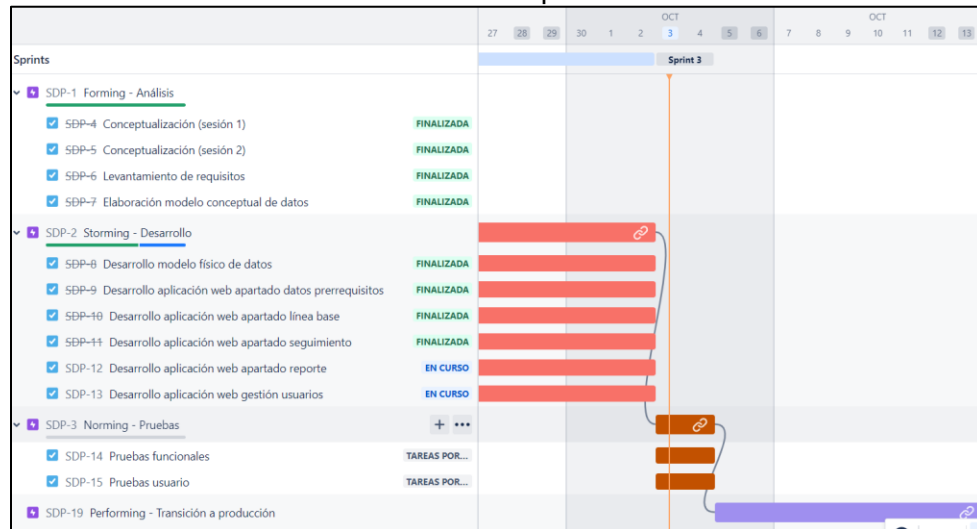 OCT OCT
27 28 29 30 1 2 3 4 5 6 7 8 9 10 11 12 13
Sprints Sprint 3
SDP-1 Forming - Análisis
SDP-4 Conceptualización (sesión 1) FINALIZADA
SDP-5 Conceptualización (sesión 2) FINALIZADA
SDP-6 Levantamiento de requisitos FINALIZADA
SDP-7 Elaboración modelo conceptual de datos FINALIZADA
SDP-2 Storming - Desarrollo
SDP-8 Desarrollo modelo físico de datos FINALIZADA
SDP-9 Desarrollo aplicación web apartado datos prerrequisitos FINALIZADA
SDP-10 Desarrollo aplicación web apartado línea base FINALIZADA
SDP-11 Desarrollo aplicación web apartado seguimiento FINALIZADA
SDP-12 Desarrollo aplicación web apartado reporte EN CURSO
SDP-13 Desarrollo aplicación web gestión usuarios EN CURSO
SDP-3 Norming - Pruebas
SDP-14 Pruebas funcionales TAREAS POR...
SDP-15 Pruebas usuario TAREAS POR...
SDP-19 Performing - Transición a producción